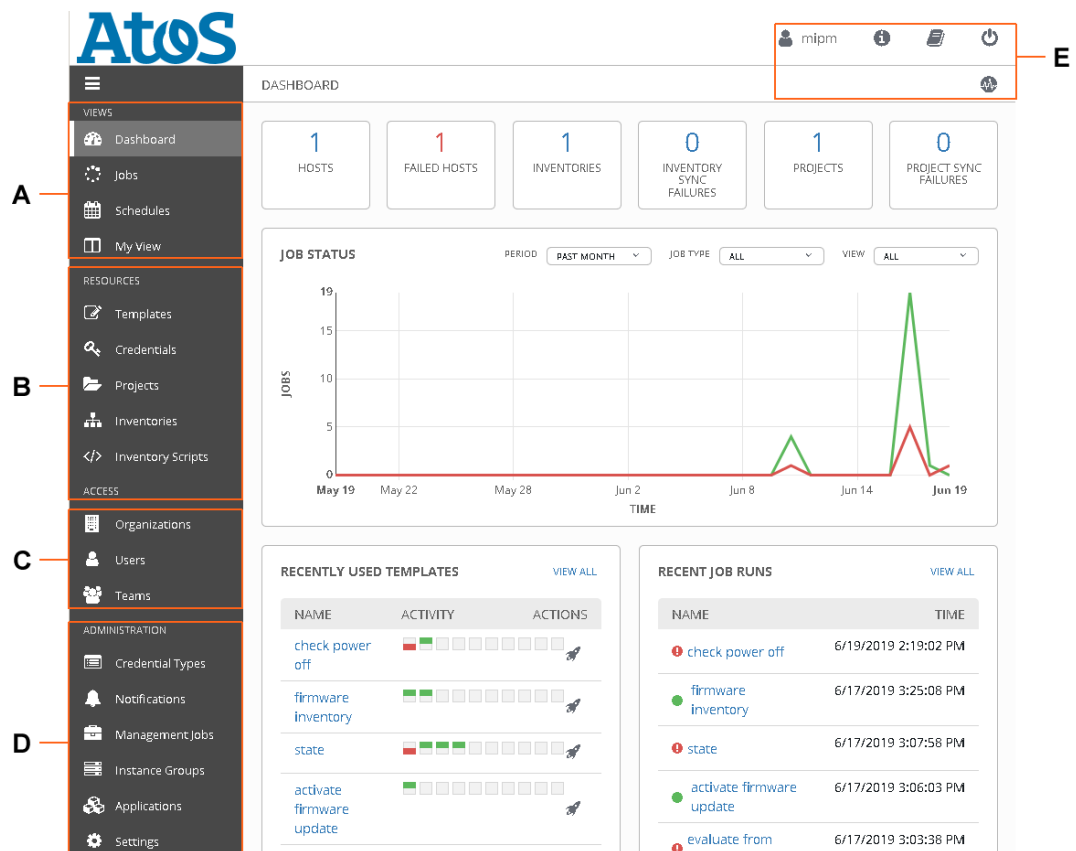 Atos
mipm
E
DASHBOARD
VIEWS
Dashboard
Jobs
A
Schedules
My View
RESOURCES
Templates
Credentials
B
Projects
Inventories
Inventory Scripts
ACCESS
Organizations
C
Users
Teams
ADMINISTRATION
Credential Types
Notifications
D
Management Jobs
Instance Groups
Applications
Settings
1
HOSTS
1
FAILED HOSTS
1
INVENTORIES
0
INVENTORY
SYNC
FAILURES
1
PROJECTS
0
PROJECT SYNC
FAILURES
JOB STATUS
PERIOD PAST MONTH
JOB TYPE ALL
VIEW ALL
19
15
10
5
0
JOBS
May 19 May 22 May 28 Jun 2 Jun 8 Jun 14 Jun 19
TIME
RECENTLY USED TEMPLATES VIEW ALL
NAME ACTIVITY ACTIONS
check power
off
firmware
inventory
state
activate
firmware
update
RECENT JOB RUNS VIEW ALL
NAME TIME
check power off 6/19/2019 2:19:02 PM
firmware
inventory
6/17/2019 3:25:08 PM
state 6/17/2019 3:07:58 PM
activate firmware
update
6/17/2019 3:06:03 PM
evaluate from 6/17/2019 3:03:38 PM